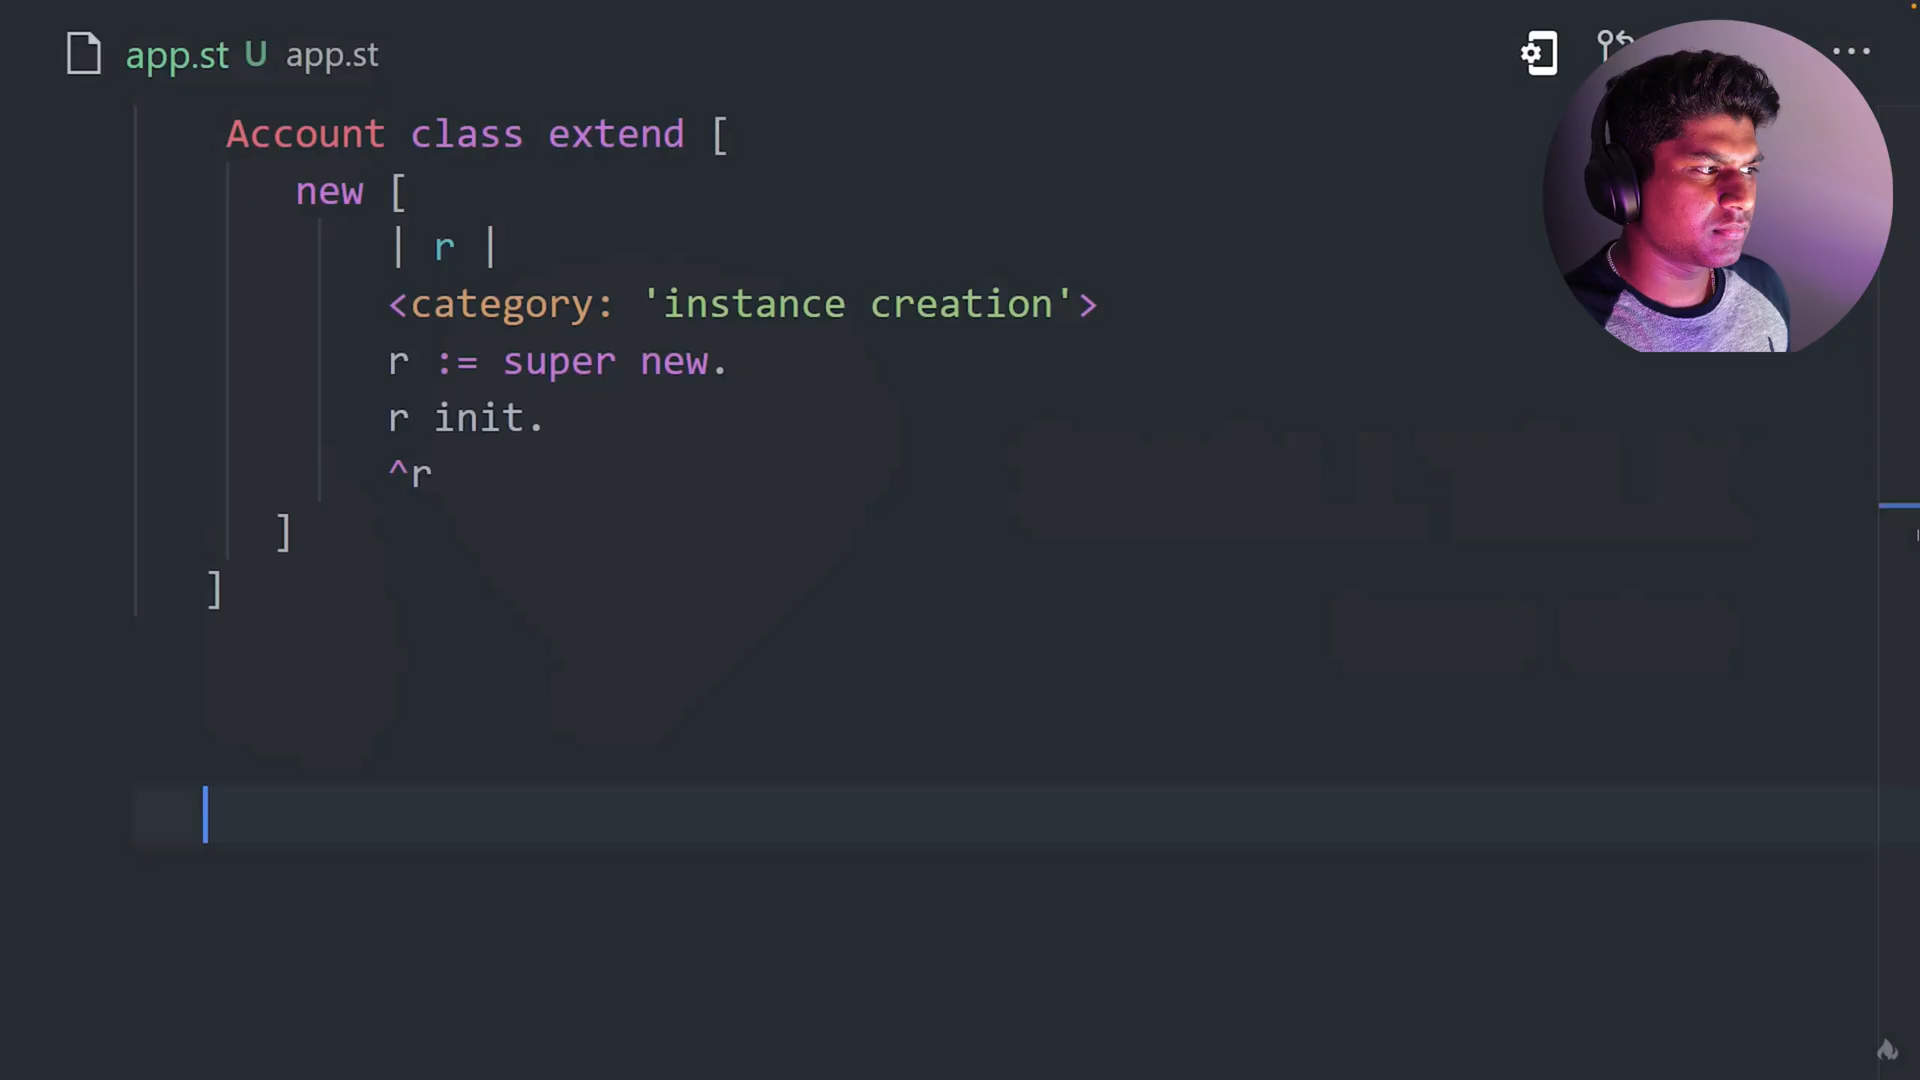 app.st U app.st
Account class extend [
new [
| r |
<category: 'instance creation'>
r := super new.
r init.
^r
]
]